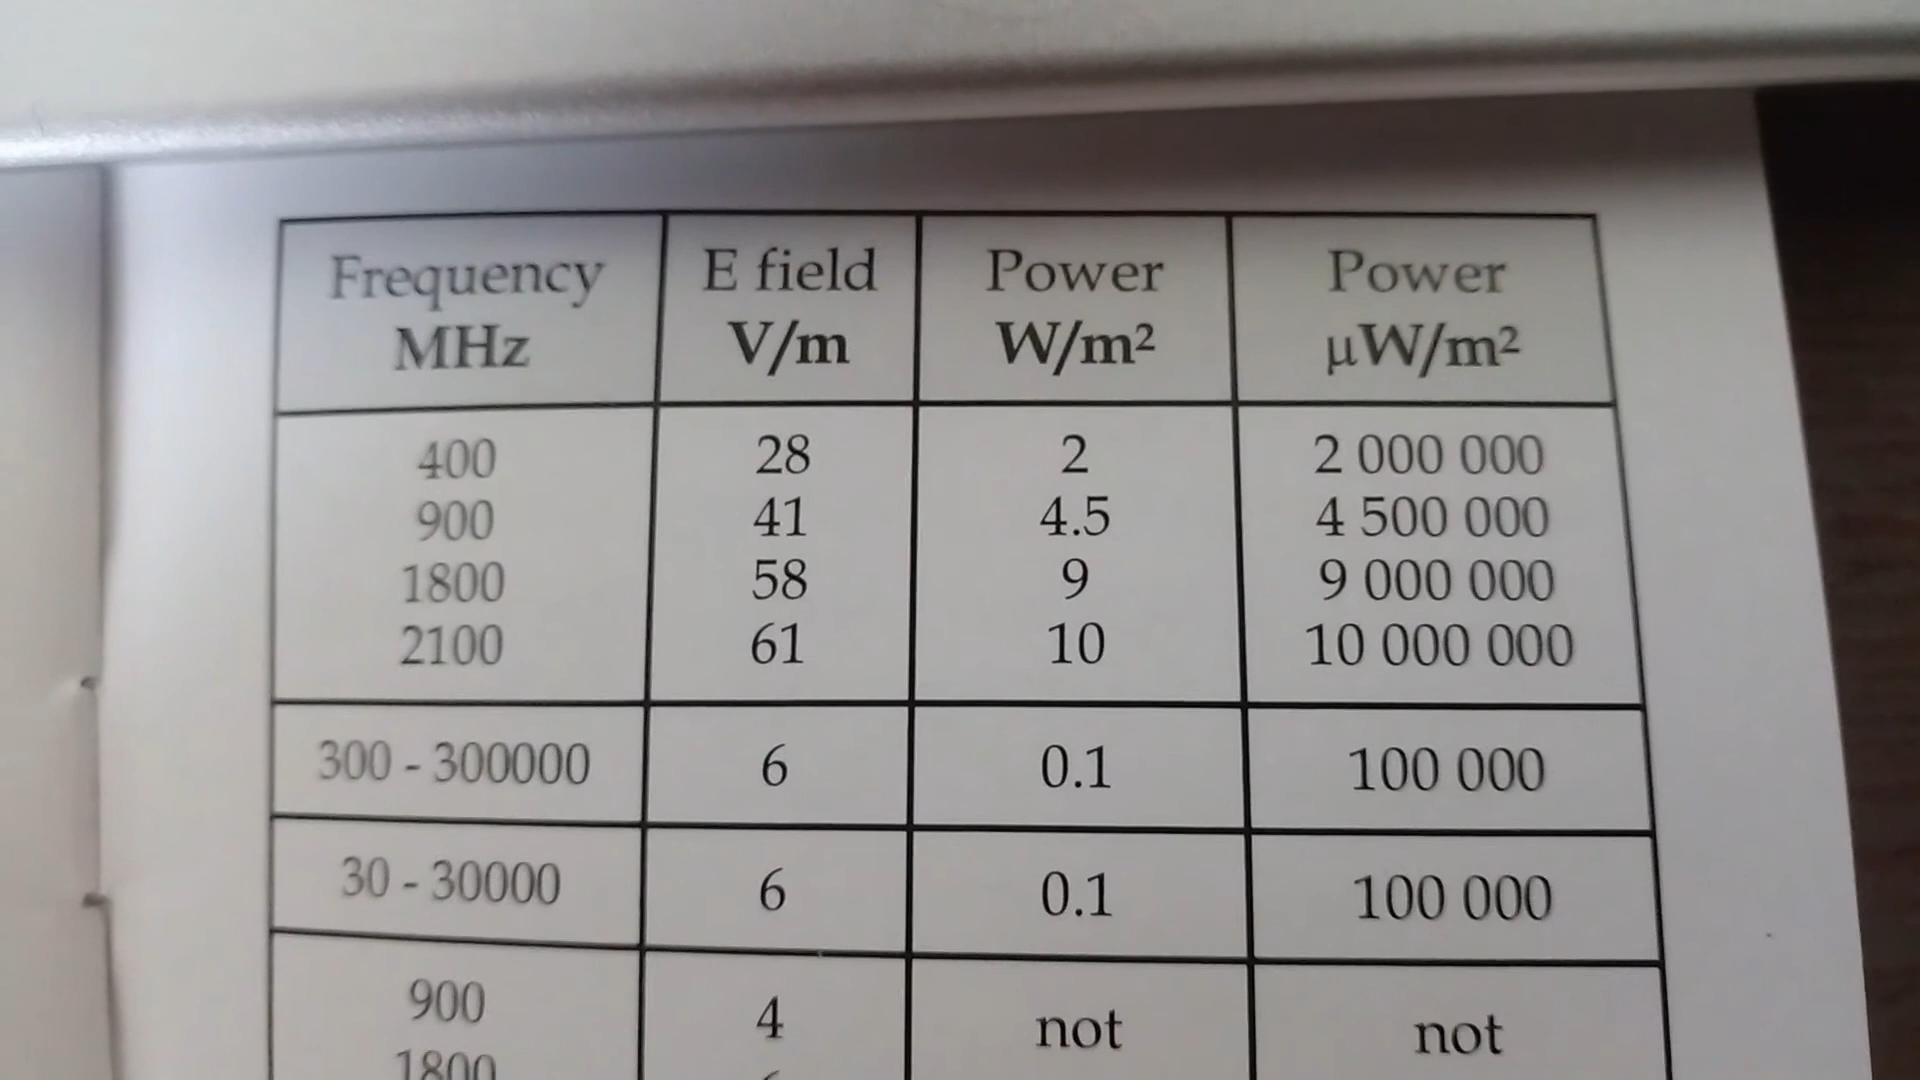 Frequency E field Power Power
MHz V/m W/m² µW/m²
400 28 2 2 000 000
900 41 4.5 4 500 000
1800 58 9 9 000 000
2100 61 10 10 000 000
300 - 300000 6 0.1 100 000
30 - 30000 6 0.1 100 000
900 4 not not
1800